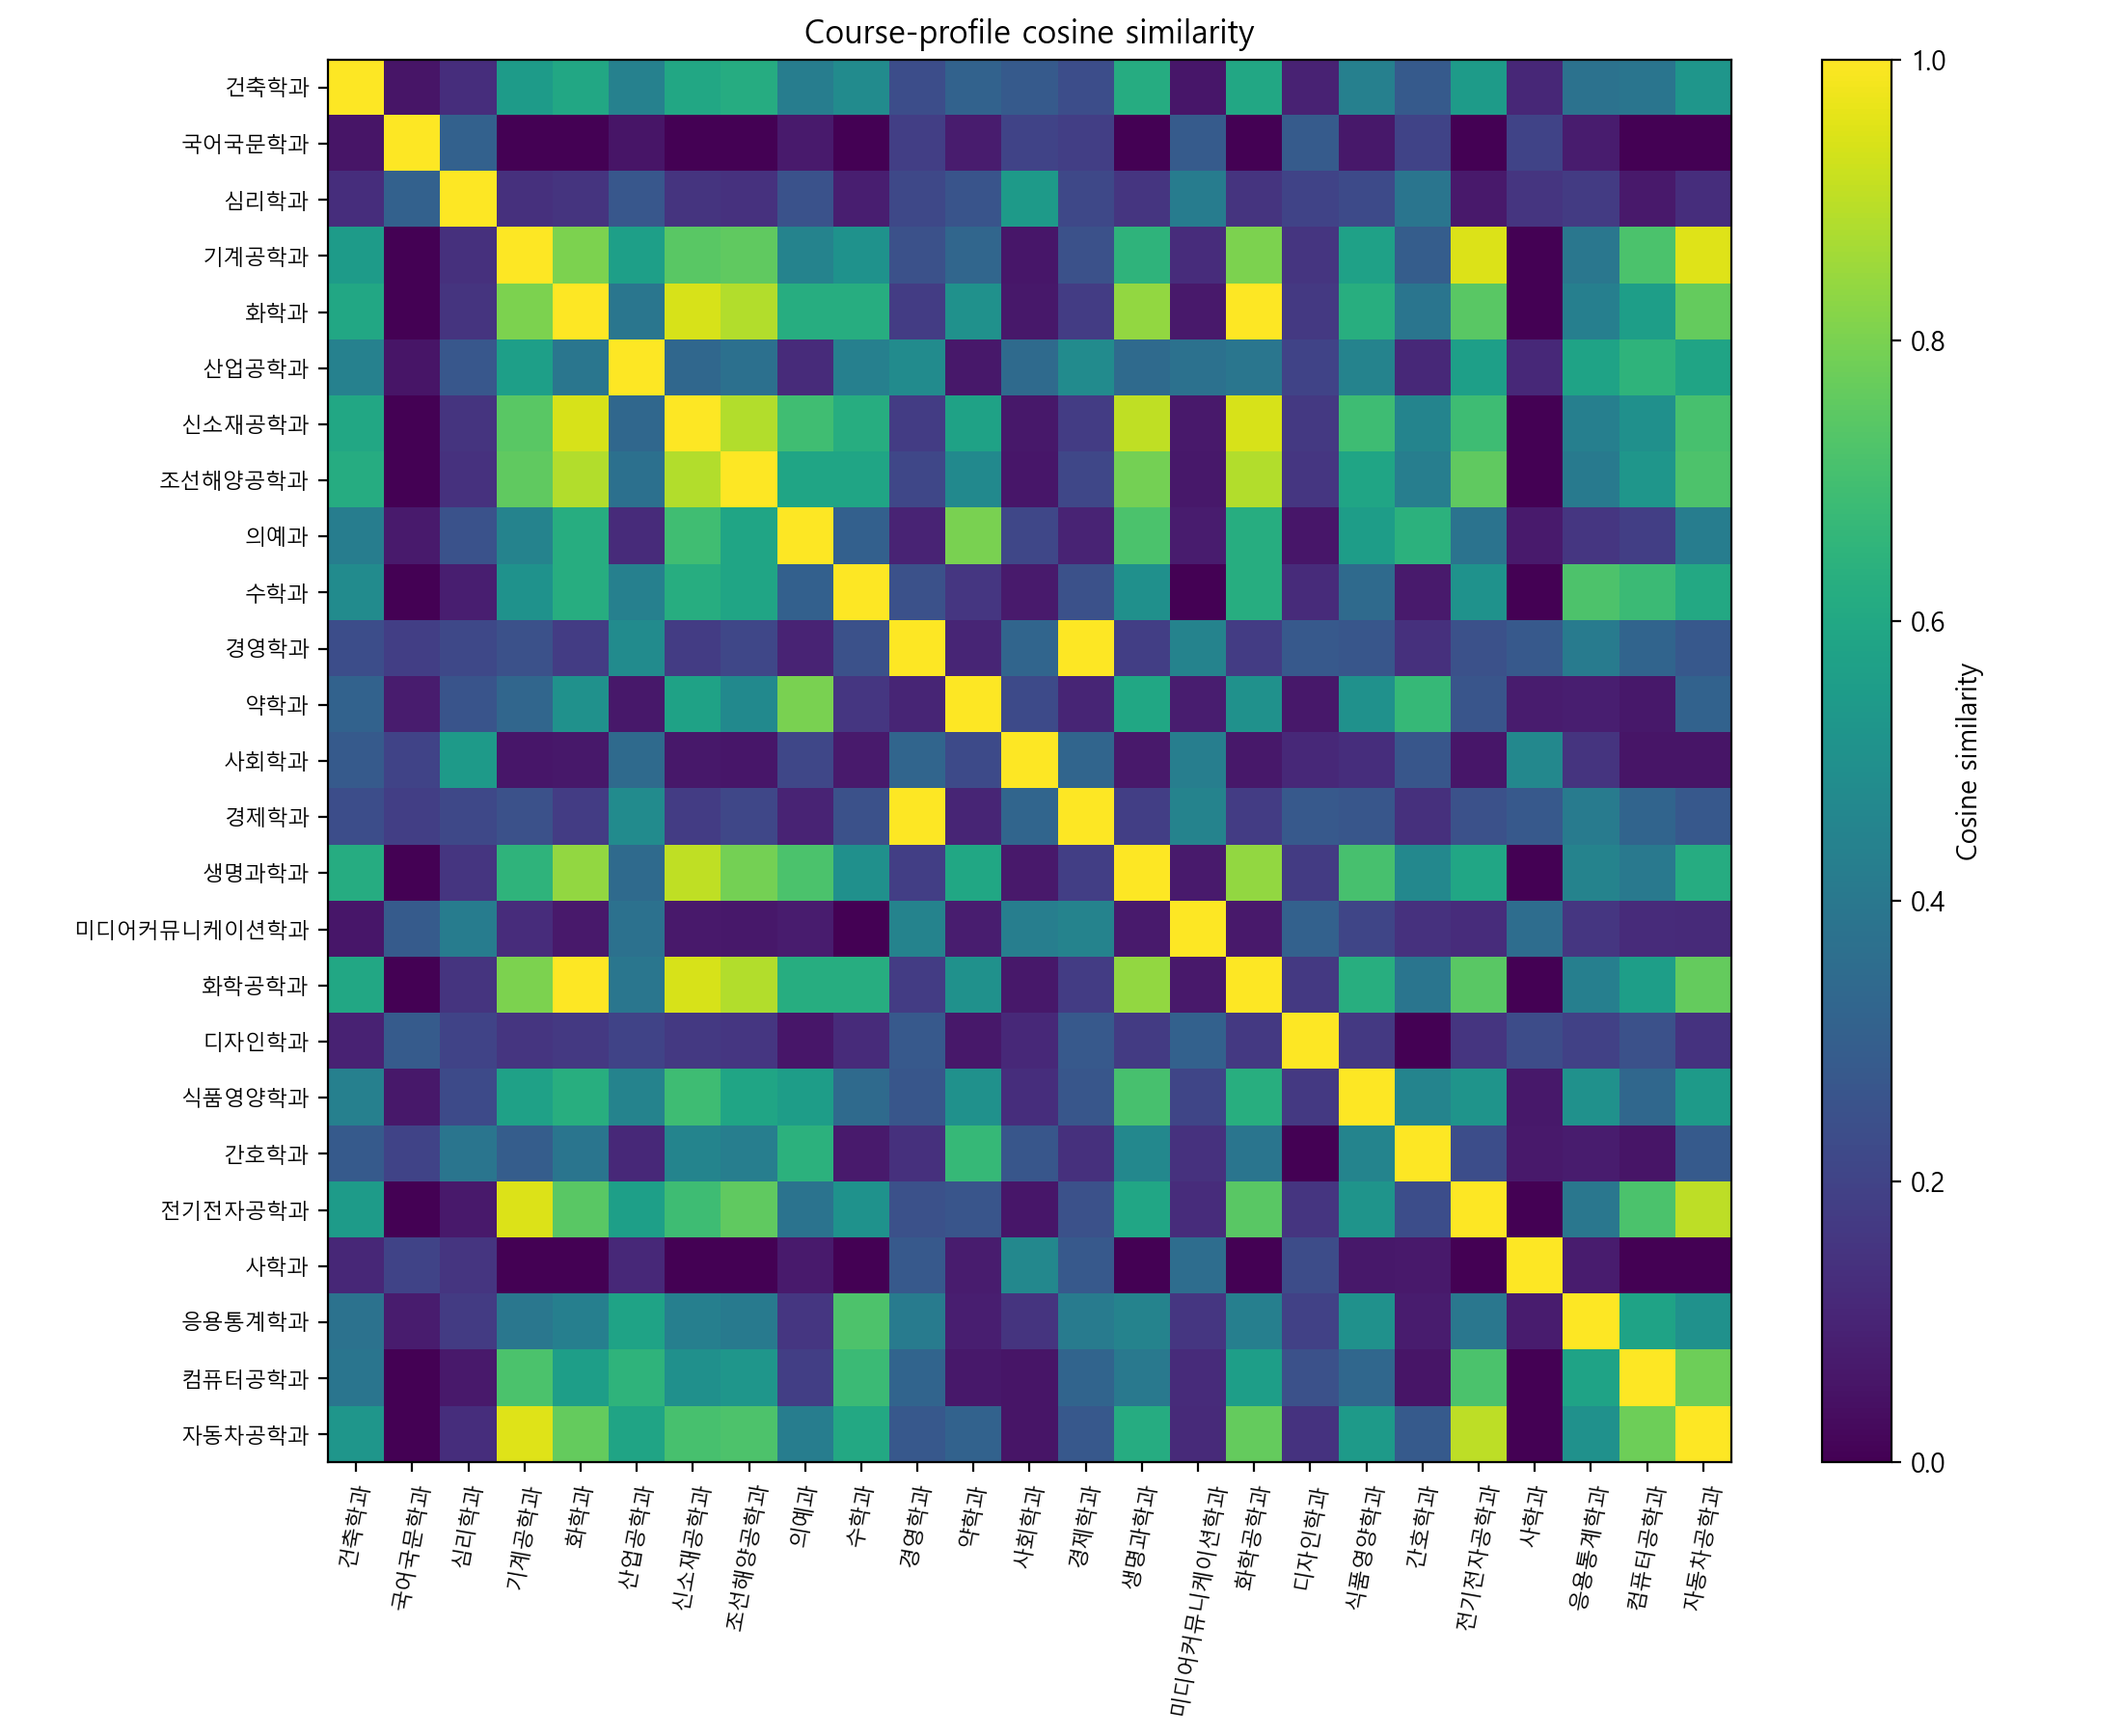 Course-profile cosine similarity
건축학과
국어국문학과
심리학과
기계공학과
화학과
산업공학과
신소재공학과
조선해양공학과
의예과
수학과
경영학과
약학과
사회학과
경제학과
생명과학과
미디어커뮤니케이션학과
화학공학과
디자인학과
식품영양학과
간호학과
전기전자공학과
사학과
응용통계학과
컴퓨터공학과
자동차공학과
건축학과
국어국문학과
심리학과
기계공학과
화학과
산업공학과
신소재공학과
조선해양공학과
의예과
수학과
경영학과
약학과
사회학과
경제학과
생명과학과
미디어커뮤니케이션학과
화학공학과
디자인학과
식품영양학과
간호학과
전기전자공학과
사학과
응용통계학과
컴퓨터공학과
자동차공학과
1.0
0.8
0.6
0.4
0.2
0.0
Cosine similarity